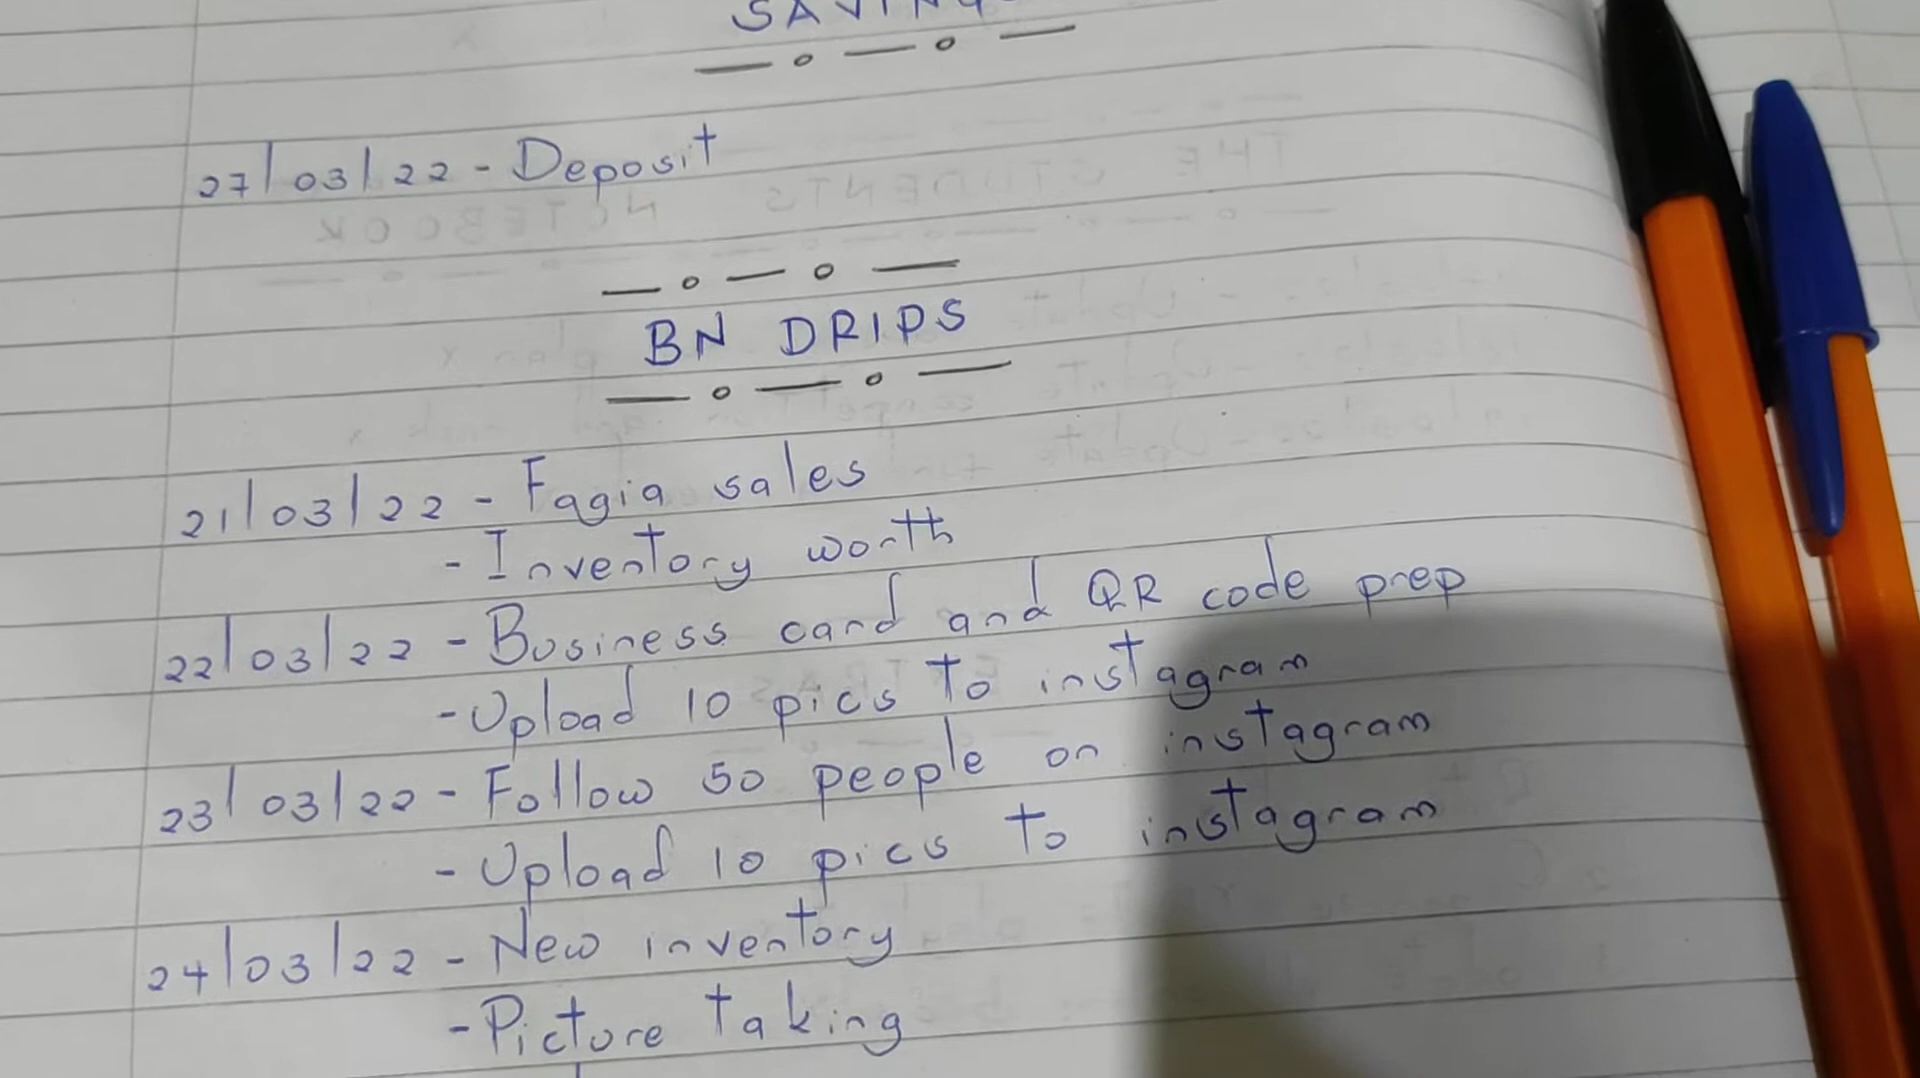 SAVING
27/03/22 - Deposit
BN DRIPS
21/03/22 - Fagia sales
- Inventory worth
22/03/22 - Business card and QR code prep
- Upload 10 pics to instagram
23/03/22 - Follow 50 people on instagram
- Upload 10 pics to instagram
24/03/22 - New inventory
- Picture taking